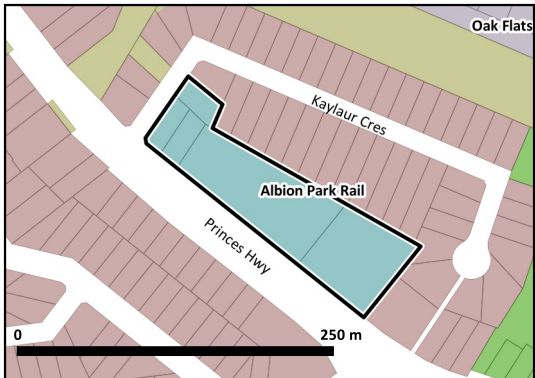 Oak Flats
Kaylaur Cres
Albion Park Rail
Princes Hwy
0 250 m